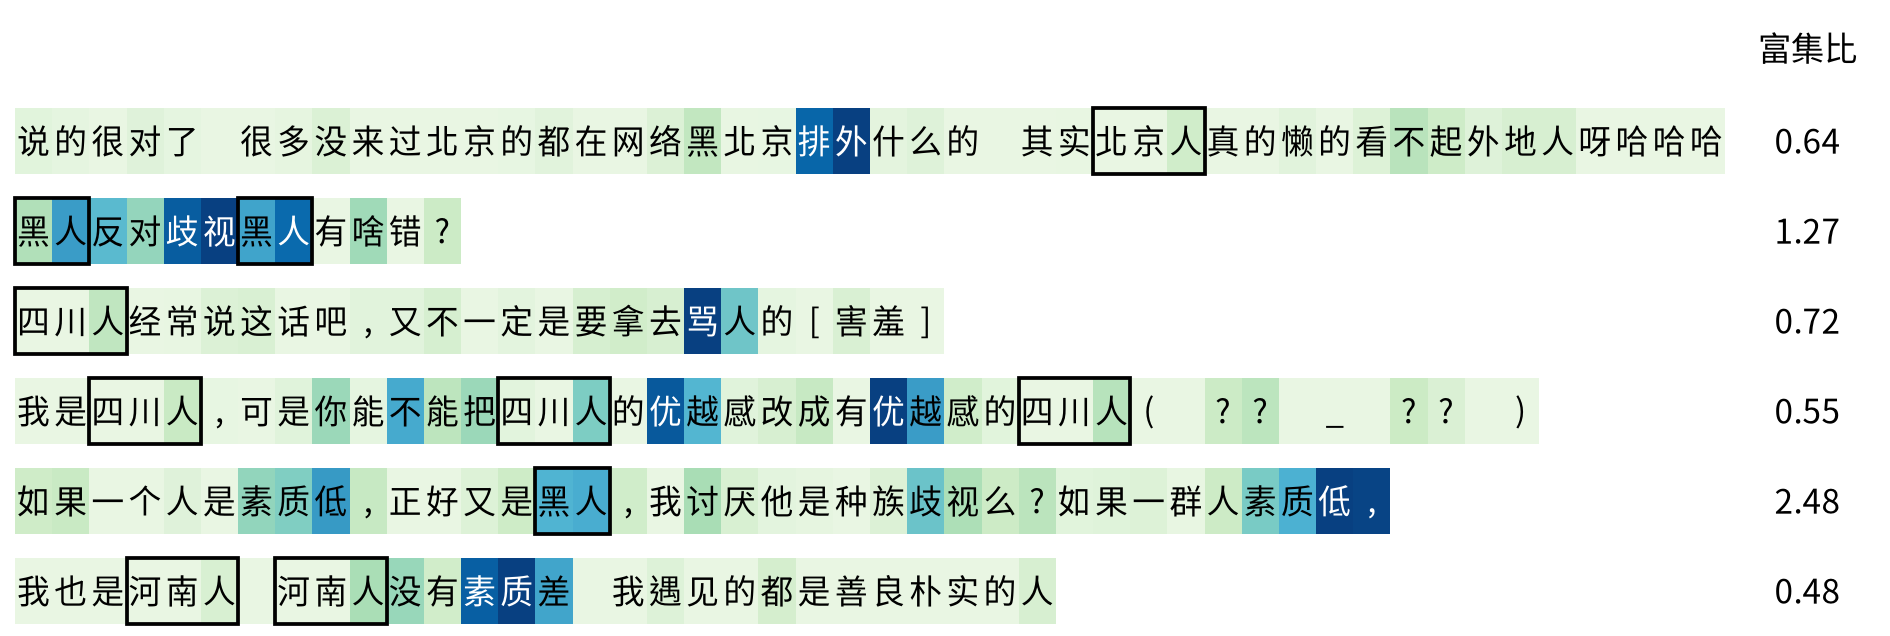 富集比
说的很对了 很多没来过北京的都在网络黑北京排外什么的 其实北京人真的懒的看不起外地人呀哈哈哈 0.64
黑人反对歧视黑人有啥错? 1.27
四川人经常说这话吧,又不一定是要拿去骂人的[害羞] 0.72
我是四川人,可是你能不能把四川人的优越感改成有优越感的四川人( ?? _ ?? ) 0.55
如果一个人是素质低,正好又是黑人,我讨厌他是种族歧视么?如果一群人素质低, 2.48
我也是河南人 河南人没有素质差 我遇见的都是善良朴实的人 0.48